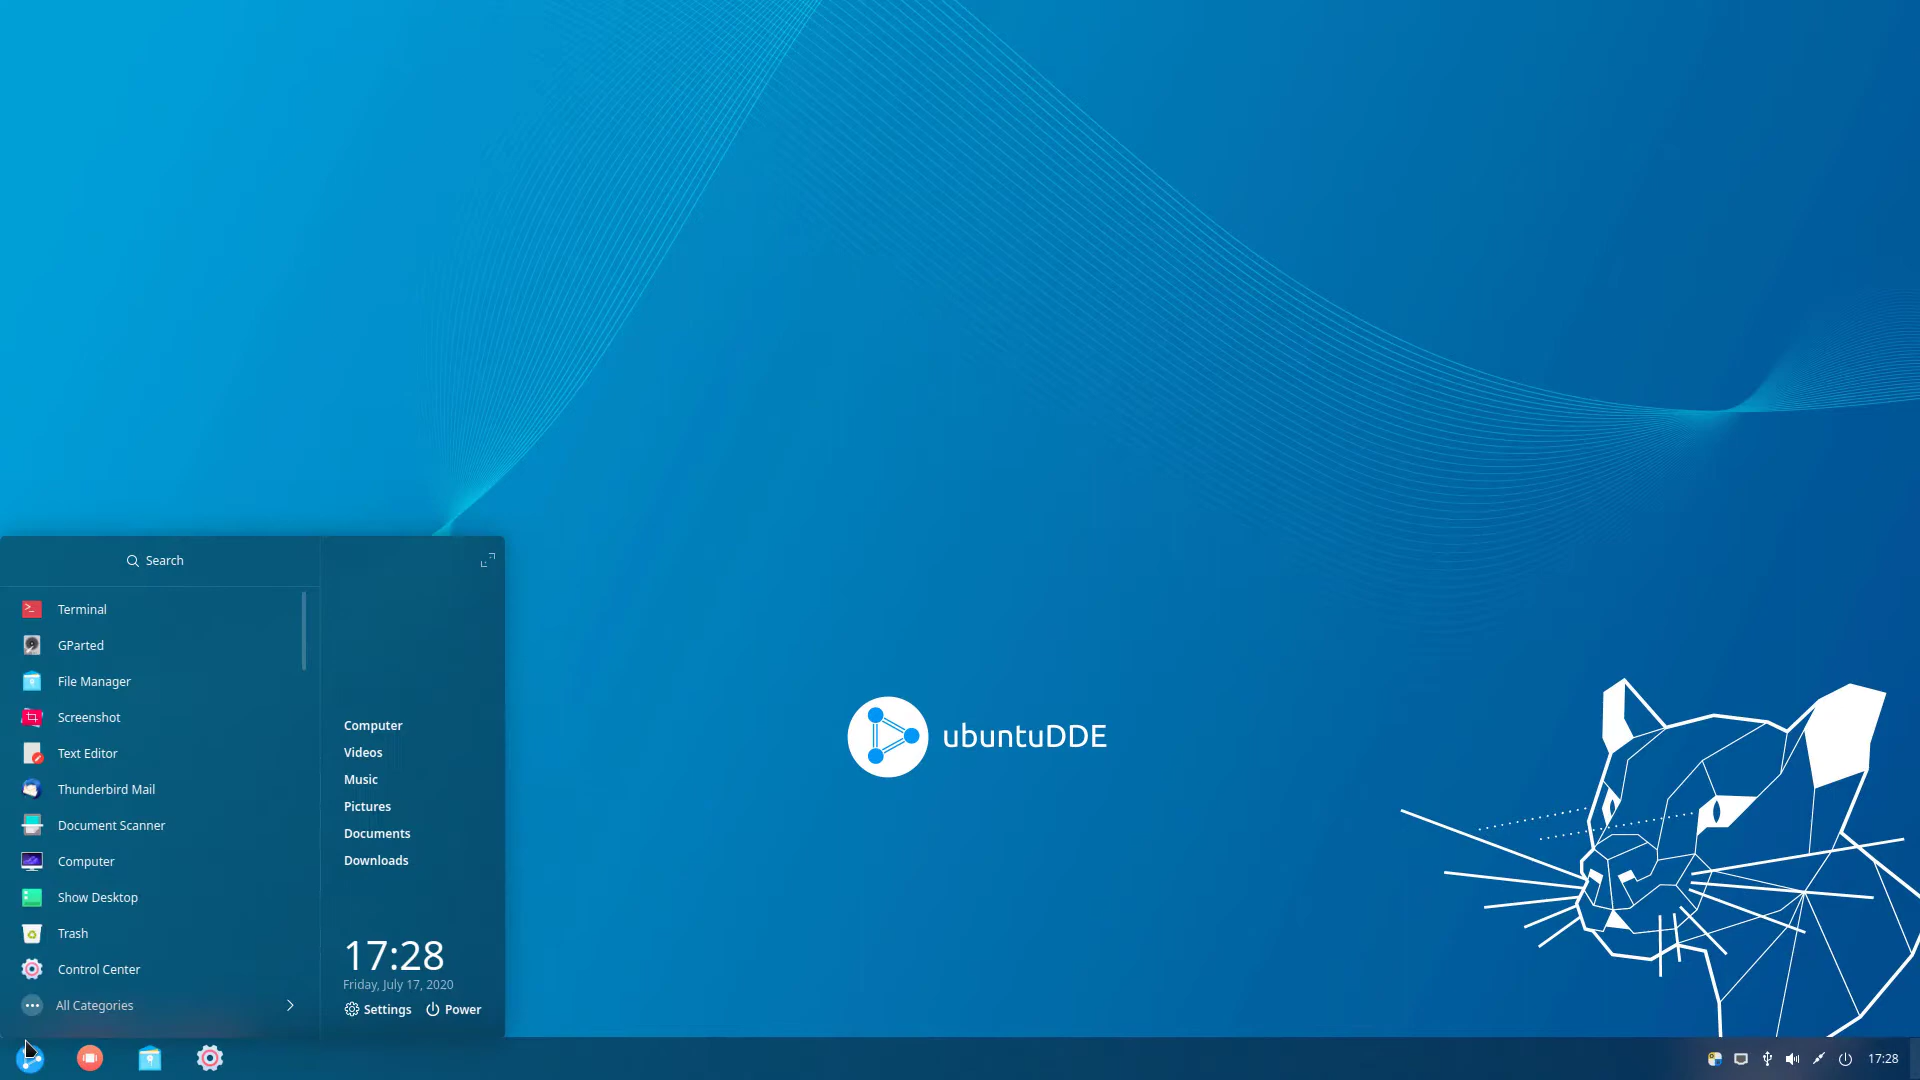 Search
Terminal
GParted
File Manager
Screenshot
Text Editor
Thunderbird Mail
Document Scanner
Computer
Show Desktop
Trash
Control Center
All Categories
Computer
Videos
Music
Pictures
Documents
Downloads
17:28
Friday, July 17, 2020
Settings Power
ubuntuDDE
17:28